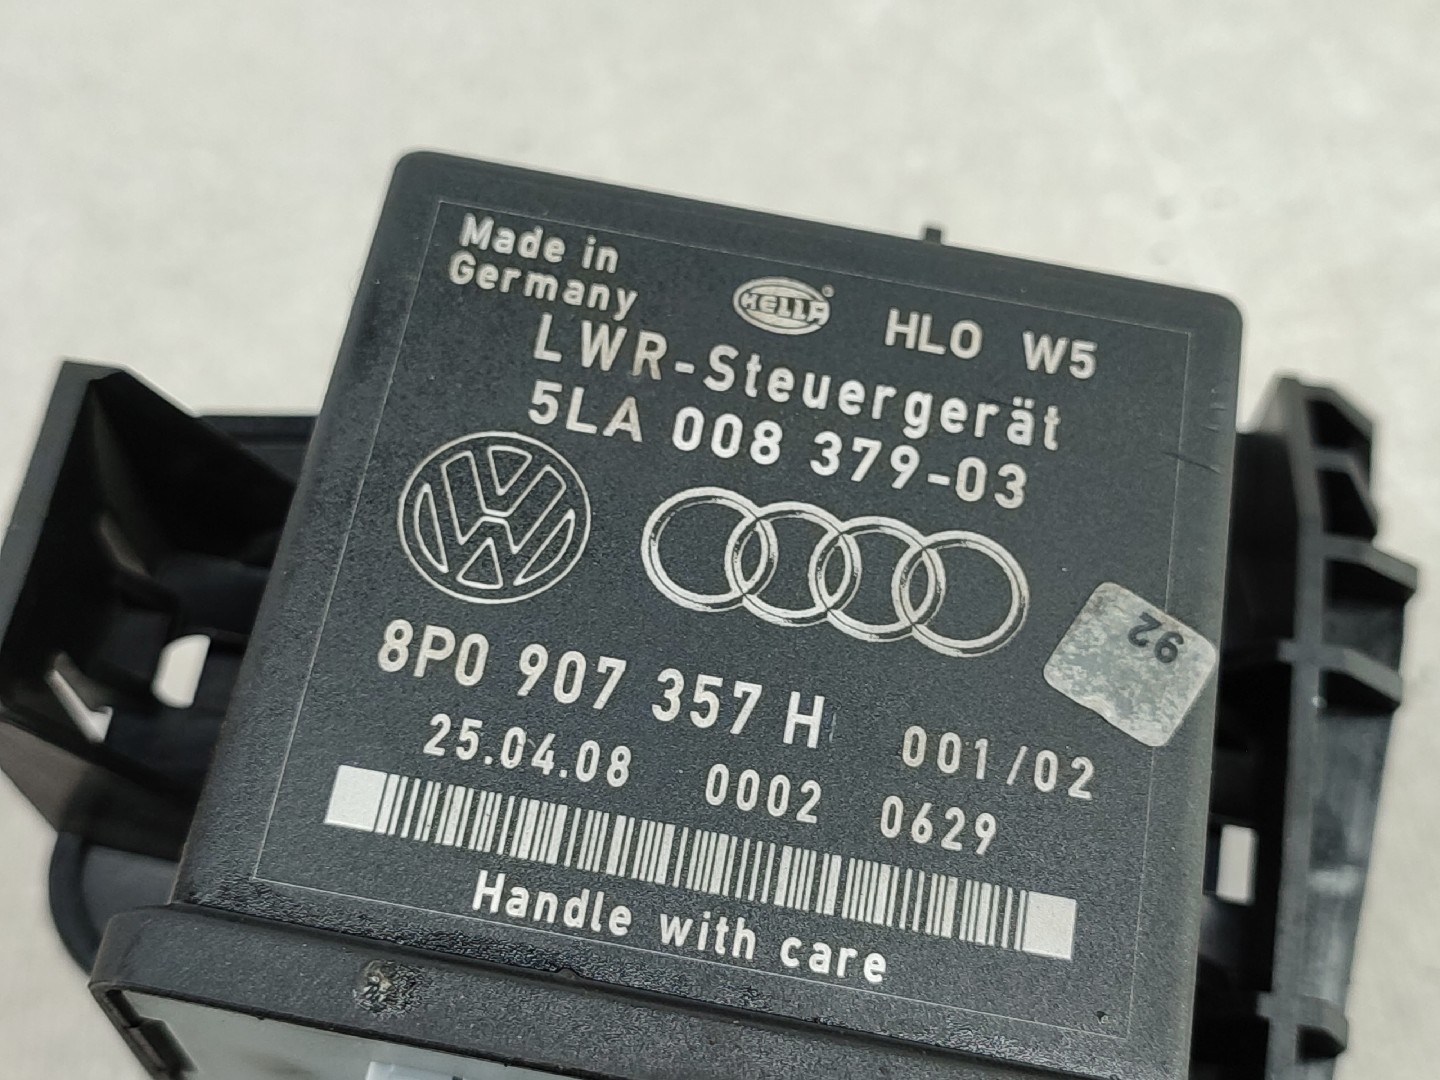 Made in
Germany
HELLA
HLO W5
LWR-Steuergerät
5LA 008 379-03
8P0 907 357 H
001/02
25.04.08 0002 0629
Handle with care
92